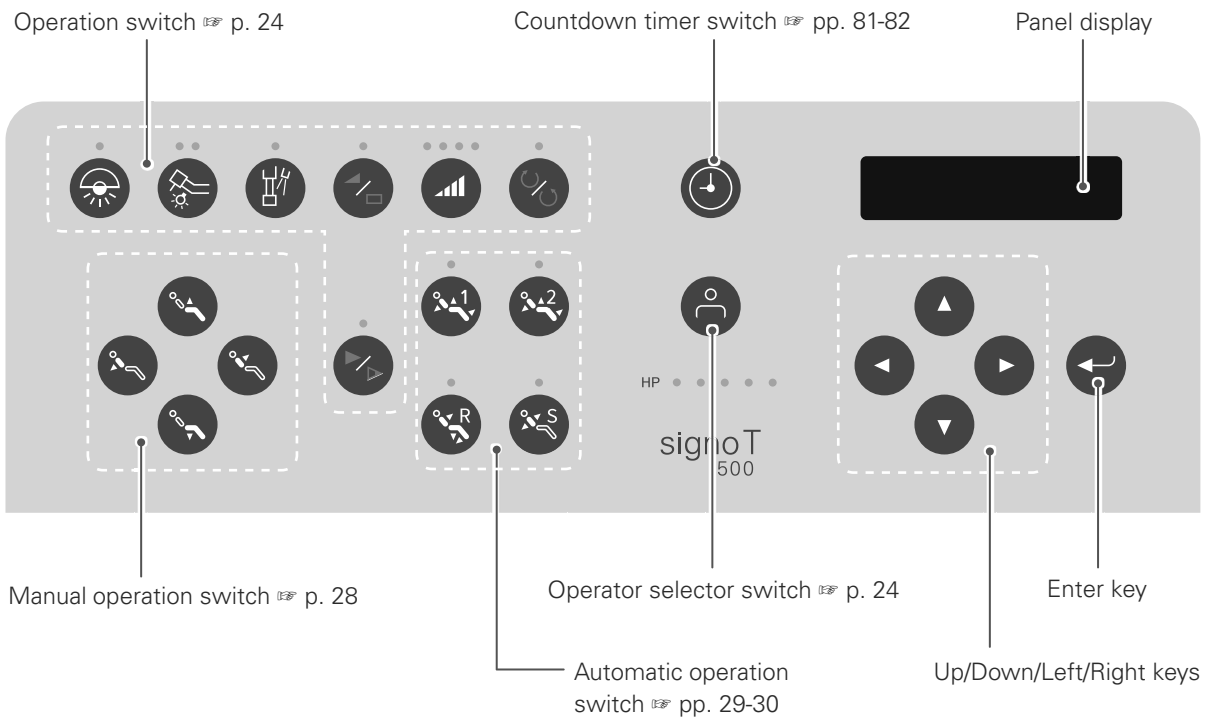 Operation switch ☞ p. 24
Countdown timer switch ☞ pp. 81-82
Panel display
1
2
R
S
HP
signo T
500
Manual operation switch ☞ p. 28
Operator selector switch ☞ p. 24
Enter key
Automatic operation
switch ☞ pp. 29-30
Up/Down/Left/Right keys